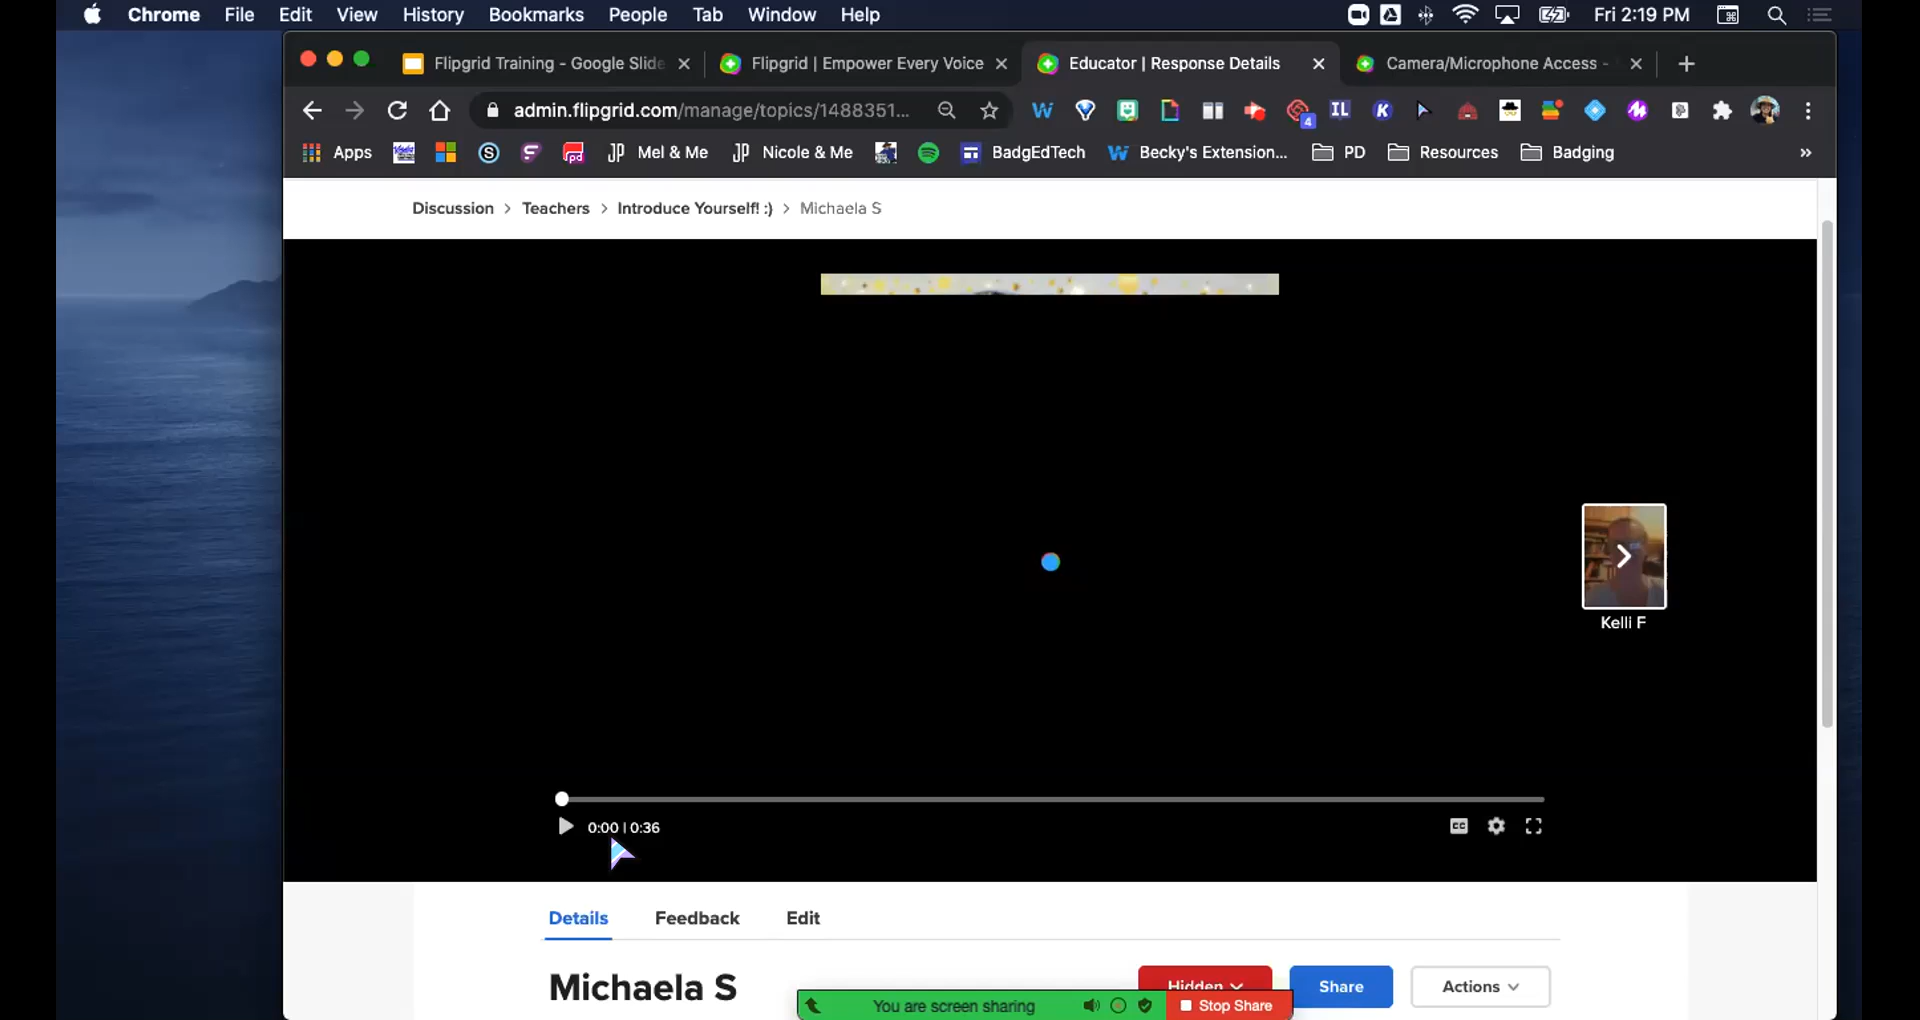 Chrome File Edit View History Bookmarks People Tab Window Help Fri 2:19 PM
Flipgrid Training - Google Slide Flipgrid | Empower Every Voice Educator | Response Details Camera/Microphone Access -
admin.flipgrid.com/manage/topics/1488351... 4 IL K
Apps Mel & Me Nicole & Me BadgEdTech Becky's Extension... PD Resources Badging »
Discussion > Teachers > Introduce Yourself! :) > Michaela S
Kelli F
0:00 | 0:36 CC
Details Feedback Edit
Michaela S Hidden Share Actions
You are screen sharing Stop Share